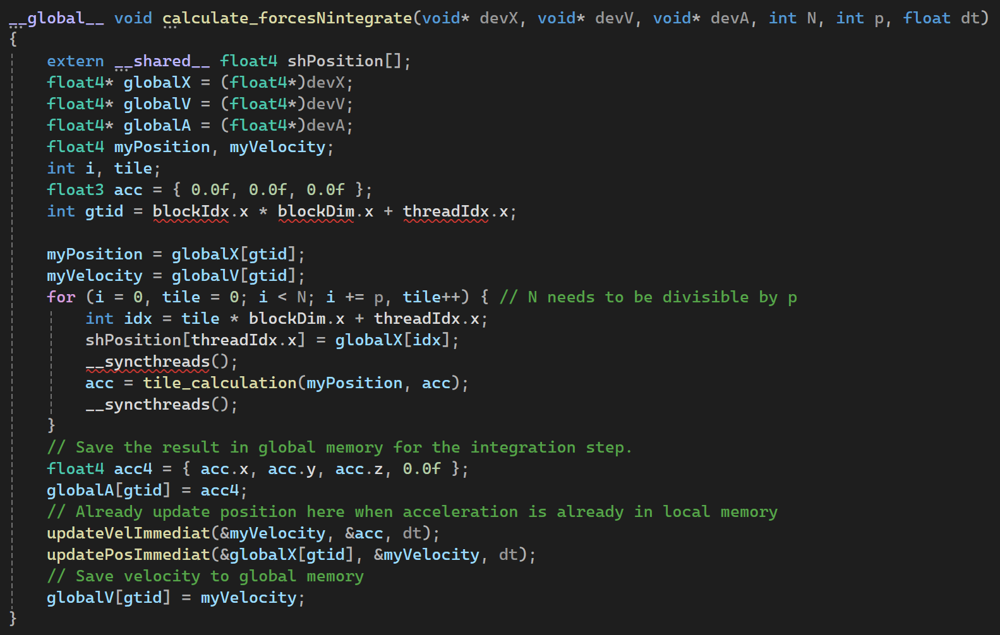 __global__ void calculate_forcesNintegrate(void* devX, void* devV, void* devA, int N, int p, float dt)
{
    extern __shared__ float4 shPosition[];
    float4* globalX = (float4*)devX;
    float4* globalV = (float4*)devV;
    float4* globalA = (float4*)devA;
    float4 myPosition, myVelocity;
    int i, tile;
    float3 acc = { 0.0f, 0.0f, 0.0f };
    int gtid = blockIdx.x * blockDim.x + threadIdx.x;

    myPosition = globalX[gtid];
    myVelocity = globalV[gtid];
    for (i = 0, tile = 0; i < N; i += p, tile++) { // N needs to be divisible by p
        int idx = tile * blockDim.x + threadIdx.x;
        shPosition[threadIdx.x] = globalX[idx];
        __syncthreads();
        acc = tile_calculation(myPosition, acc);
        __syncthreads();
    }
    // Save the result in global memory for the integration step.
    float4 acc4 = { acc.x, acc.y, acc.z, 0.0f };
    globalA[gtid] = acc4;
    // Already update position here when acceleration is already in local memory
    updateVelImmediat(&myVelocity, &acc, dt);
    updatePosImmediat(&globalX[gtid], &myVelocity, dt);
    // Save velocity to global memory
    globalV[gtid] = myVelocity;
}